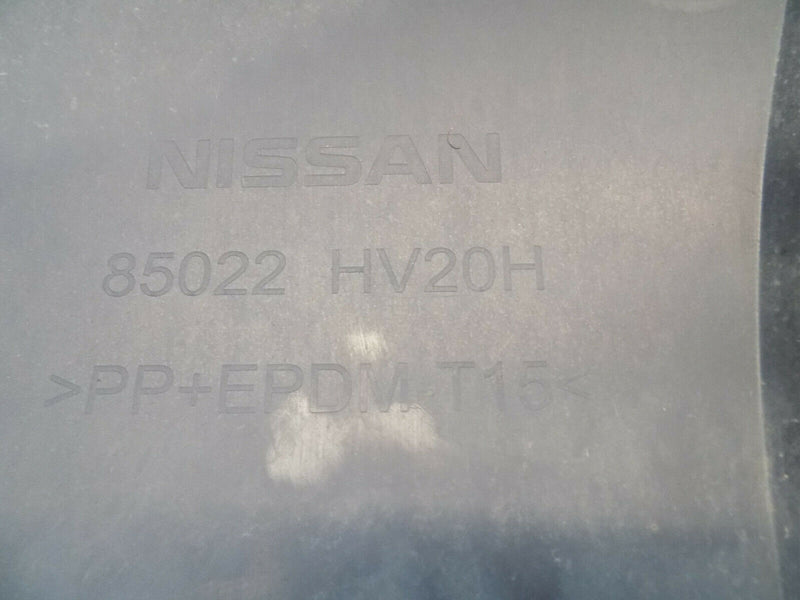 NISSAN
85022 HV20H
>PP+EPDM-T15<